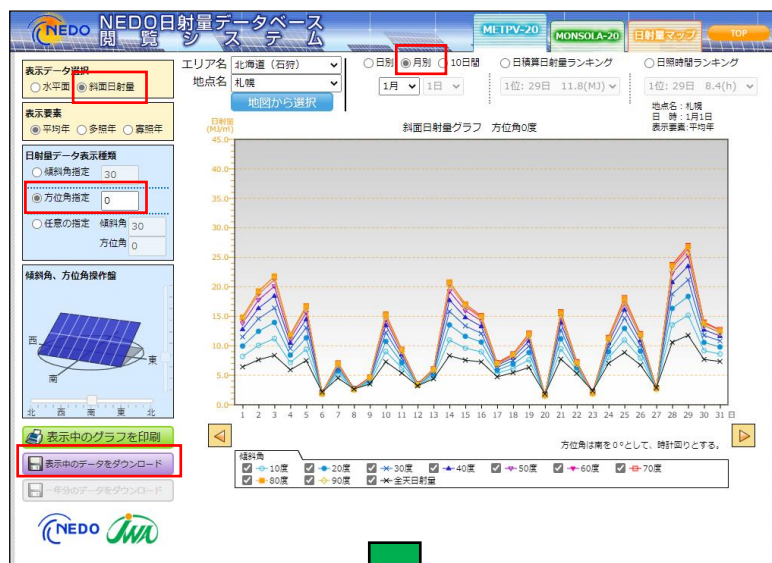 NEDO
NEDO日射量データベース
閲覧システム
METPV-20
MONSOLA-20
日射量マップ
TOP
表示データ選択
水平面 斜面日射量
表示要素
平均年 多照年 寡照年
日射量データ表示種類
傾斜角指定 30
方位角指定 0
任意の指定 傾斜角 30
方位角 0
傾斜角、方位角操作盤
西
東
南
北 西 南 東 北
表示中のグラフを印刷
表示中のデータをダウンロード
一年分のデータをダウンロード
NEDO JWA
エリア名 北海道（石狩）
地点名 札幌
地図から選択
日別 月別 10日間
1月 1日
日積算日射量ランキング
1位: 29日 11.8(MJ)
日照時間ランキング
1位: 29日 8.4(h)
地点名：札幌
日 時：1月1日
表示要素:平均年
斜面日射量グラフ 方位角0度
日射量
(MJ/㎡)
45.0
40.0
35.0
30.0
25.0
20.0
15.0
10.0
5.0
0.0
1 2 3 4 5 6 7 8 9 10 11 12 13 14 15 16 17 18 19 20 21 22 23 24 25 26 27 28 29 30 31 日
方位角は南を0°として、時計回りとする。
傾斜角
10度 20度 30度 40度 50度 60度 70度
80度 90度 全天日射量